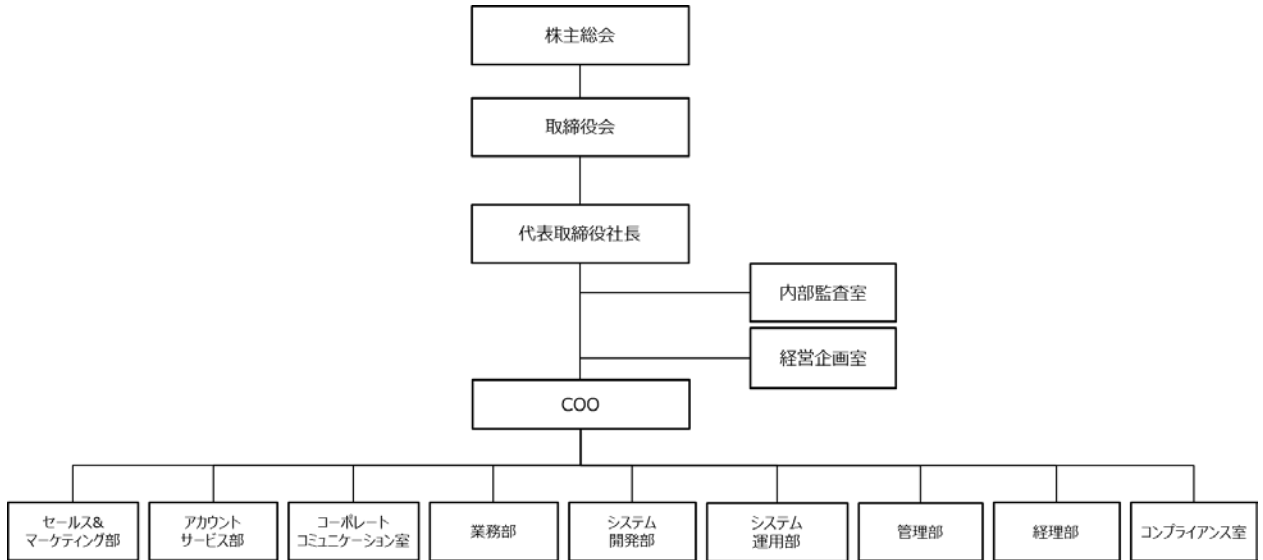 株主総会
取締役会
代表取締役社長
内部監査室
経営企画室
COO
セールス&
マーケティング部
アカウント
サービス部
コーポレート
コミュニケーション室
業務部
システム
開発部
システム
運用部
管理部
経理部
コンプライアンス室